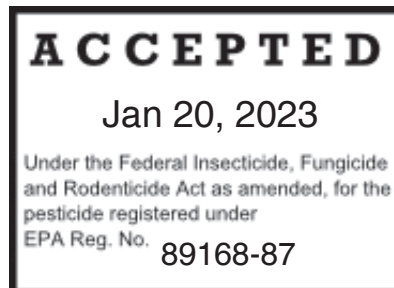 ACCEPTED
Jan 20, 2023
Under the Federal Insecticide, Fungicide
and Rodenticide Act as amended, for the
pesticide registered under
EPA Reg. No. 89168-87